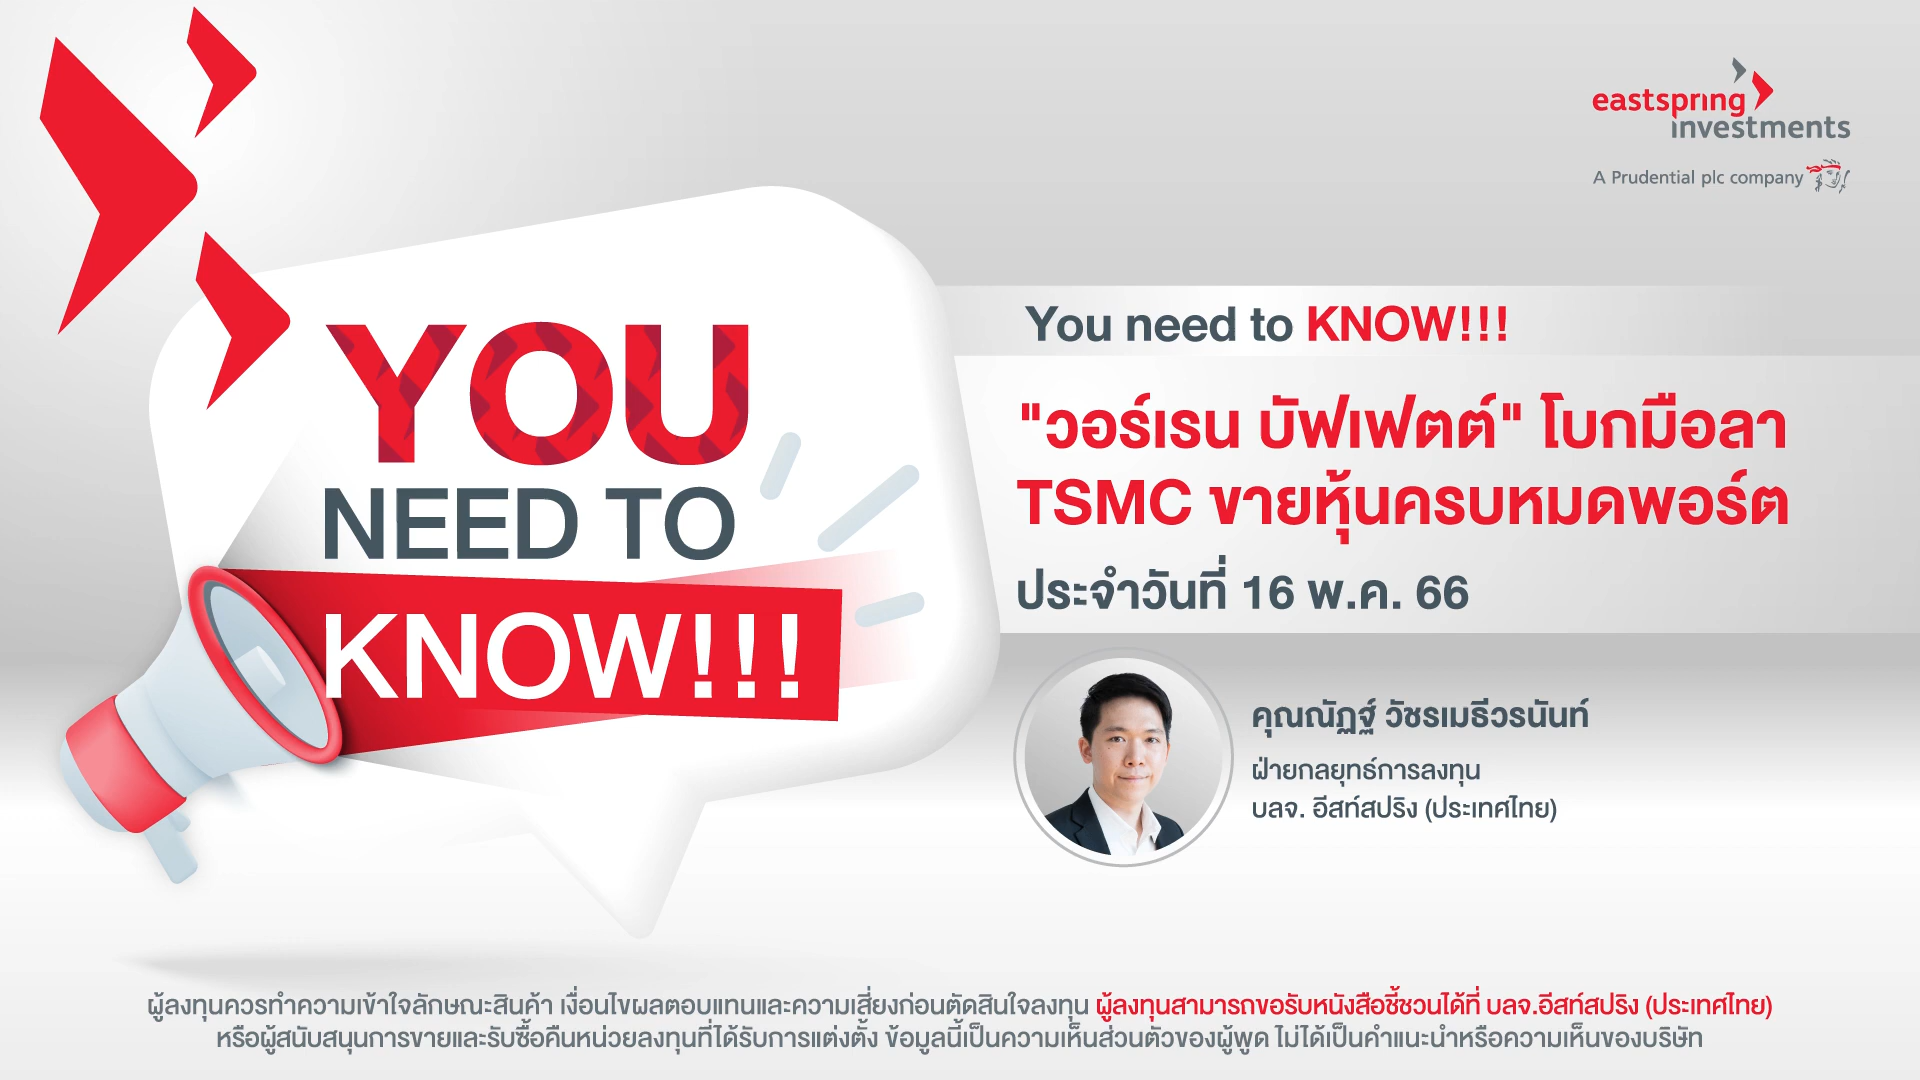 eastspring
investments
A Prudential plc company
YOU
NEED TO
KNOW!!!
You need to KNOW!!!
"วอร์เรน บัฟเฟตต์" โบกมือลา
TSMC ขายหุ้นครบหมดพอร์ต
ประจำวันที่ 16 พ.ค. 66
คุณณัฏฐ์ วัชรเมธีวรนันท์
ฝ่ายกลยุทธ์การลงทุน
บลจ. อีสท์สปริง (ประเทศไทย)
ผู้ลงทุนควรทำความเข้าใจลักษณะสินค้า เงื่อนไขผลตอบแทนและความเสี่ยงก่อนตัดสินใจลงทุน ผู้ลงทุนสามารถขอรับหนังสือชี้ชวนได้ที่ บลจ.อีสท์สปริง (ประเทศไทย)
หรือผู้สนับสนุนการขายและรับซื้อคืนหน่วยลงทุนที่ได้รับการแต่งตั้ง ข้อมูลนี้เป็นความเห็นส่วนตัวของผู้พูด ไม่ได้เป็นคำแนะนำหรือความเห็นของบริษัท